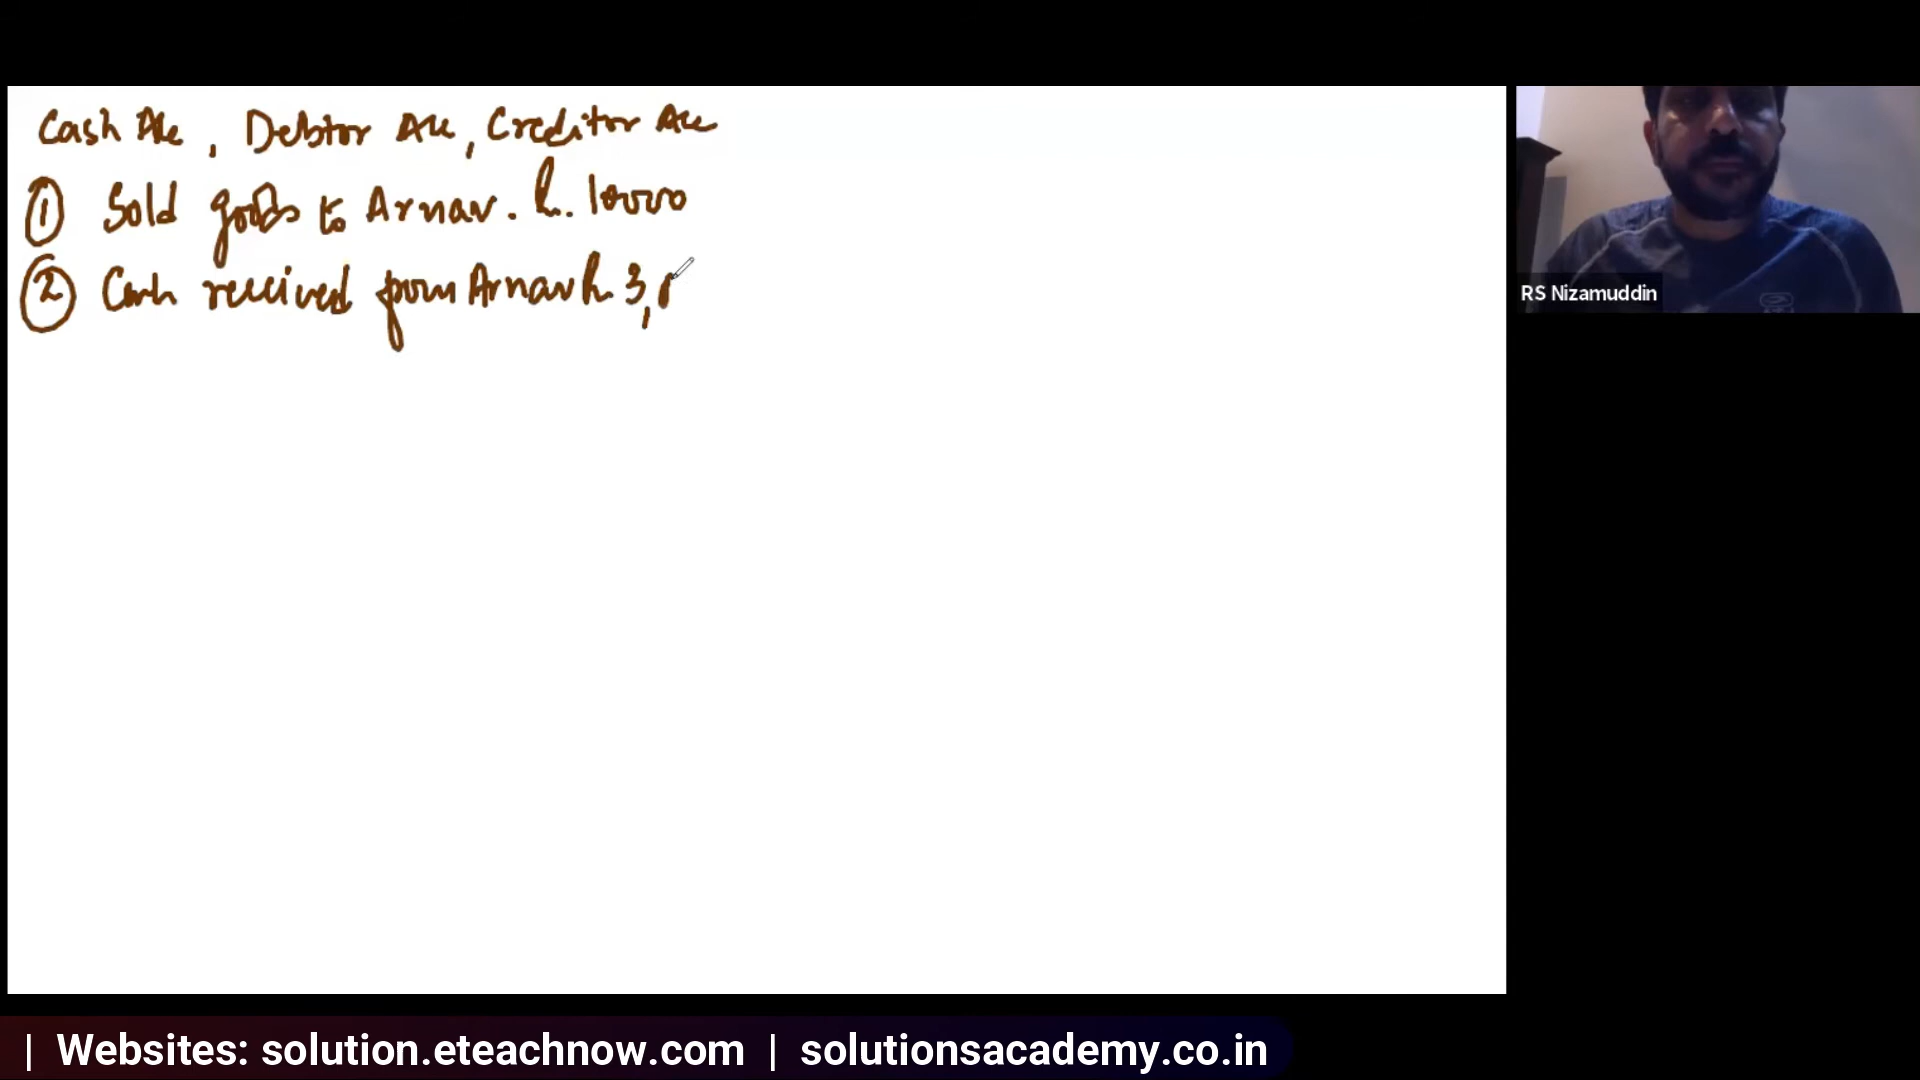 Cash A/c, Debtor A/c, Creditor A/c
① Sold goods to Arnav. Rs. 10000
② Cash received from Arnav Rs. 3,0
RS Nizamuddin
| Websites: solution.eteachnow.com | solutionsacademy.co.in